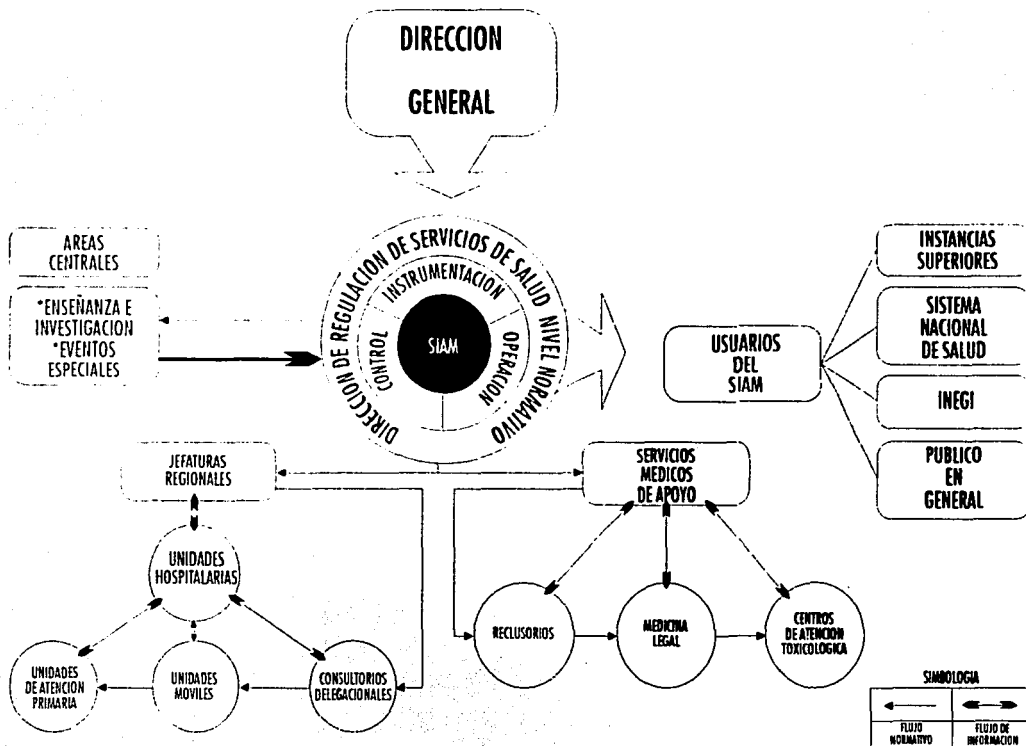 DIRECCION
GENERAL
AREAS
CENTRALES
*ENSEÑANZA E
INVESTIGACION
*EVENTOS
ESPECIALES
DIRECCION DE REGULACION DE SERVICIOS DE SALUD NIVEL NORMATIVO
INSTRUMENTACIÓN
CONTROL
OPERACION
SIAM
USUARIOS
DEL
SIAM
INSTANCIAS
SUPERIORES
SISTEMA
NACIONAL
DE SALUD
INEGI
PUBLICO
EN
GENERAL
JEFATURAS
REGIONALES
SERVICIOS
MEDICOS
DE APOYO
UNIDADES
HOSPITALARIAS
UNIDADES
DE ATENCION
PRIMARIA
UNIDADES
MOVILES
CONSULTORIOS
DELEGACIONALES
RECLUSORIOS
MEDICINA
LEGAL
CENTROS
DE ATENCION
TOXICOLOGICA
SIMBOLOGIA
FLUJO
NORMATIVO
FLUJO DE
INFORMACION